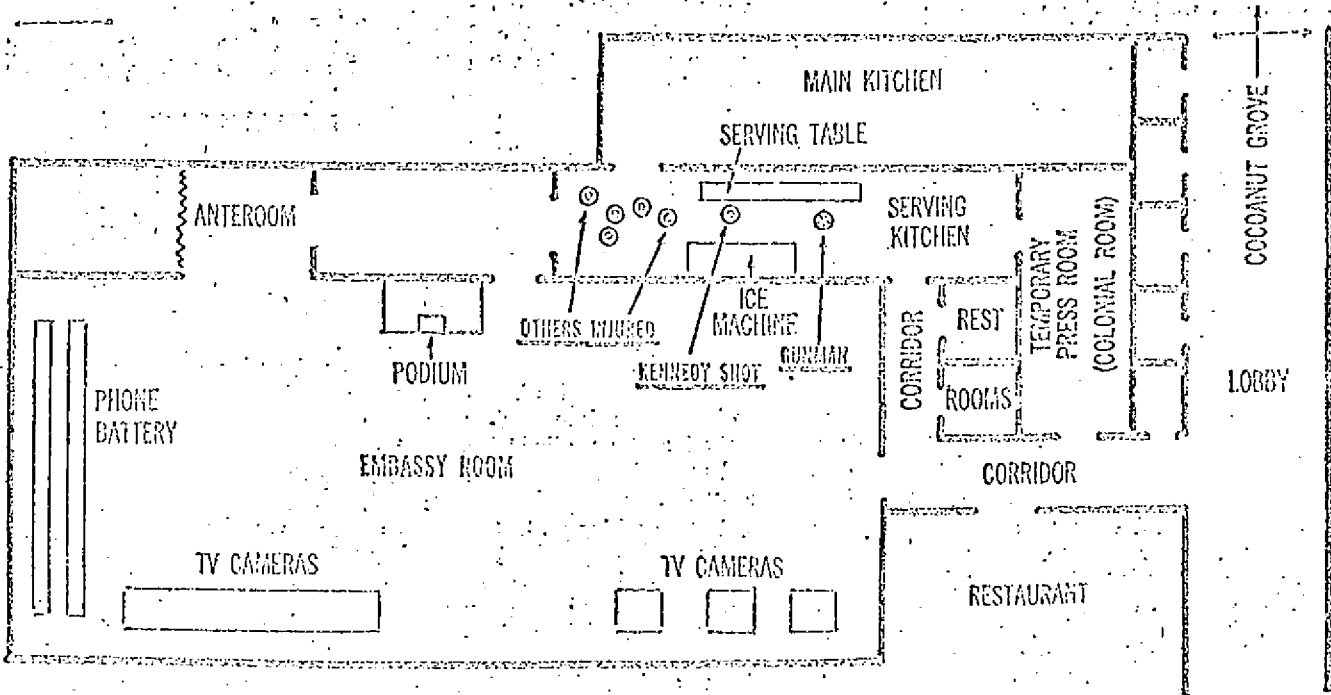 MAIN KITCHEN
COCOANUT GROVE
SERVING TABLE
ANTEROOM
SERVING
KITCHEN
TEMPORARY
PRESS ROOM
(COLONIAL ROOM)
ICE
MACHINE
OTHERS INJURED
KENNEDY SHOT
GUNMAN
PODIUM
CORRIDOR
REST
ROOMS
LOBBY
PHONE
BATTERY
EMBASSY ROOM
CORRIDOR
TV CAMERAS
TV CAMERAS
RESTAURANT